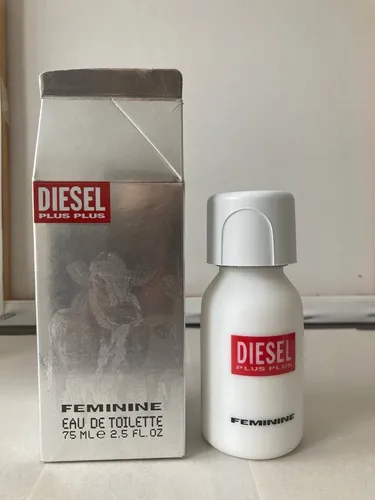 DIESEL
PLUS PLUS
FEMININE
EAU DE TOILETTE
75 ML ℮ 2.5 FL.OZ
DIESEL
PLUS PLUS
FEMININE